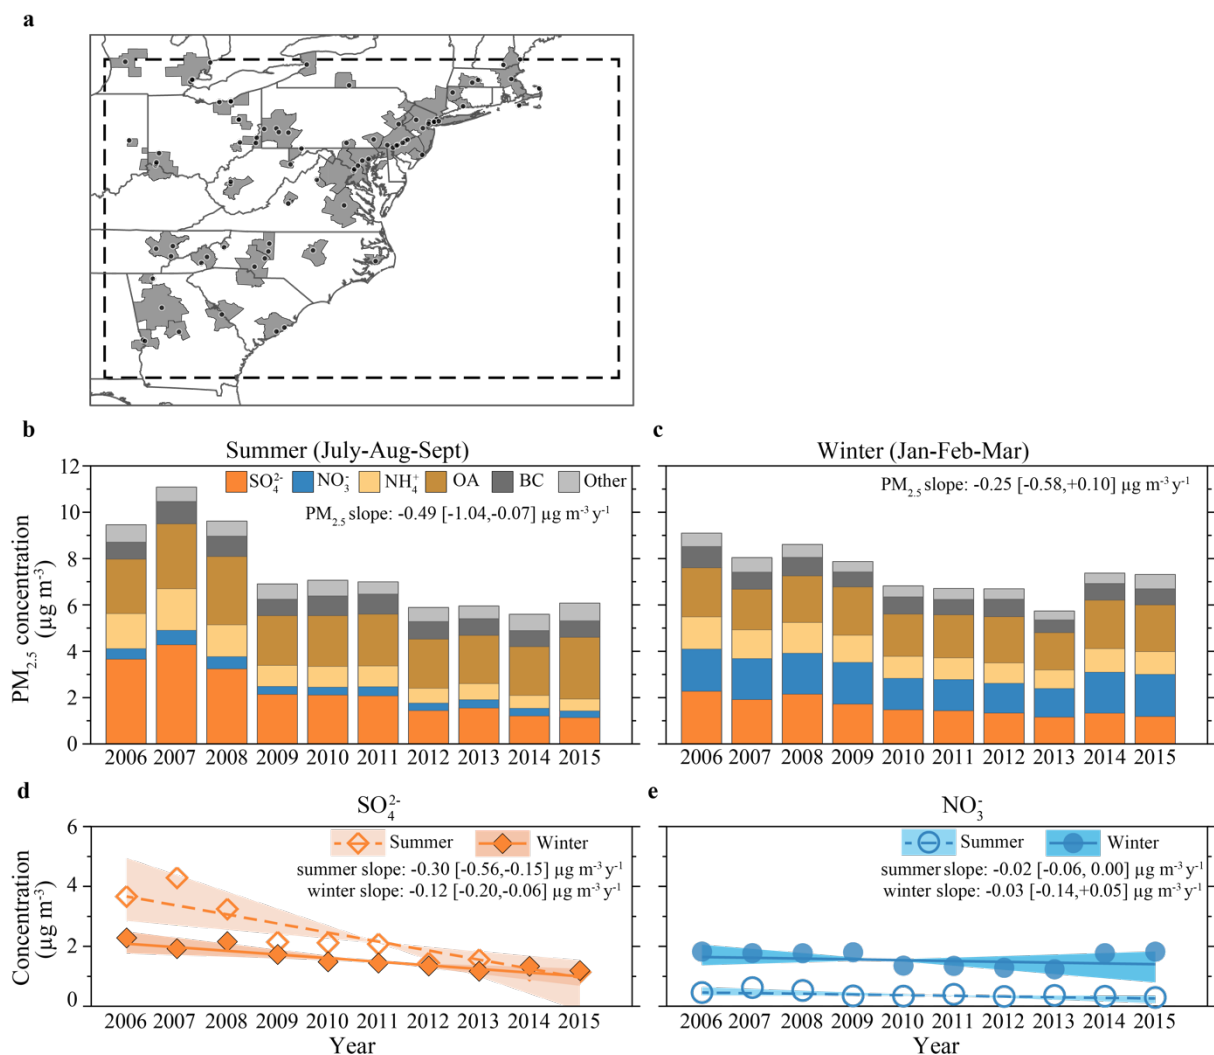 a
b
c
Summer (July-Aug-Sept)
Winter (Jan-Feb-Mar)
12
10
8
6
4
2
0
PM2.5 concentration
(µg m-3)
SO4 2-
NO3 -
NH4 +
OA
BC
Other
PM2.5 slope: -0.49 [-1.04,-0.07] µg m-3 y-1
PM2.5 slope: -0.25 [-0.58,+0.10] µg m-3 y-1
2006 2007 2008 2009 2010 2011 2012 2013 2014 2015
2006 2007 2008 2009 2010 2011 2012 2013 2014 2015
d
SO4 2-
e
NO3 -
6
4
2
0
Concentration
(µg m-3)
Summer
Winter
summer slope: -0.30 [-0.56,-0.15] µg m-3 y-1
winter slope: -0.12 [-0.20,-0.06] µg m-3 y-1
Summer
Winter
summer slope: -0.02 [-0.06, 0.00] µg m-3 y-1
winter slope: -0.03 [-0.14,+0.05] µg m-3 y-1
2006 2007 2008 2009 2010 2011 2012 2013 2014 2015
2006 2007 2008 2009 2010 2011 2012 2013 2014 2015
Year
Year